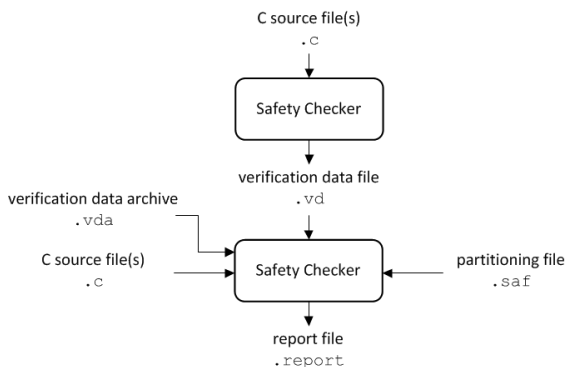 C source file(s)
.c
Safety Checker
verification data file
.vd
verification data archive
.vda
C source file(s)
.c
Safety Checker
partitioning file
.saf
report file
.report